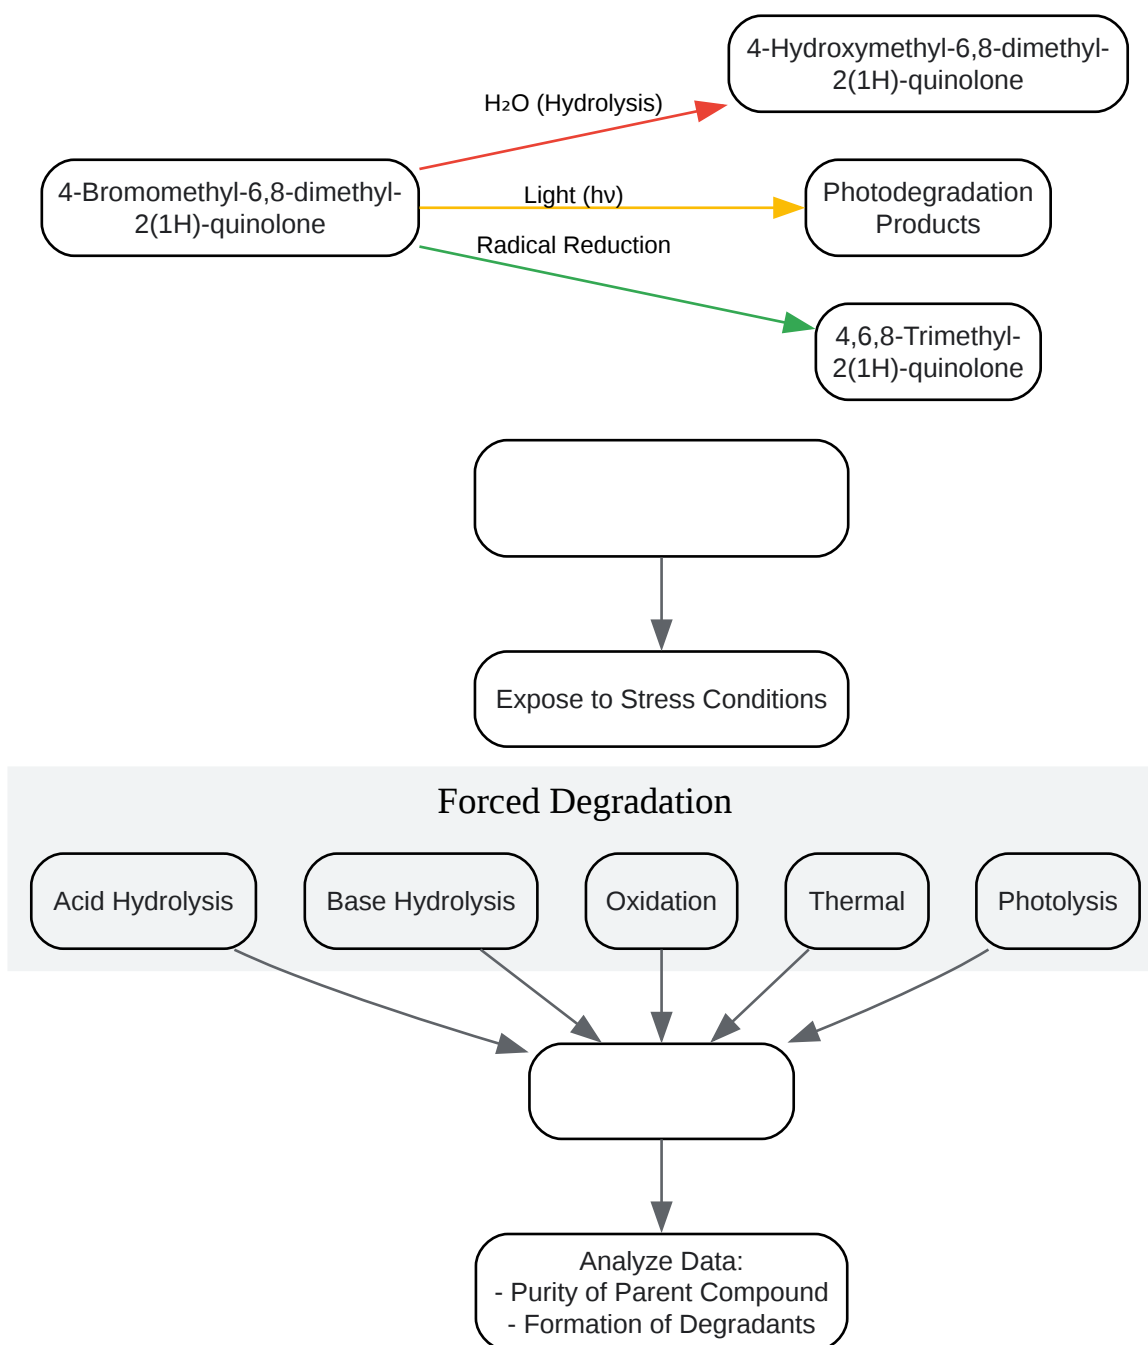 4-Hydroxymethyl-6,8-dimethyl-
2(1H)-quinolone
H₂O (Hydrolysis)
4-Bromomethyl-6,8-dimethyl-
2(1H)-quinolone
Light (hν)
Photodegradation
Products
Radical Reduction
4,6,8-Trimethyl-
2(1H)-quinolone
Expose to Stress Conditions
Forced Degradation
Acid Hydrolysis
Base Hydrolysis
Oxidation
Thermal
Photolysis
Analyze Data:
- Purity of Parent Compound
- Formation of Degradants